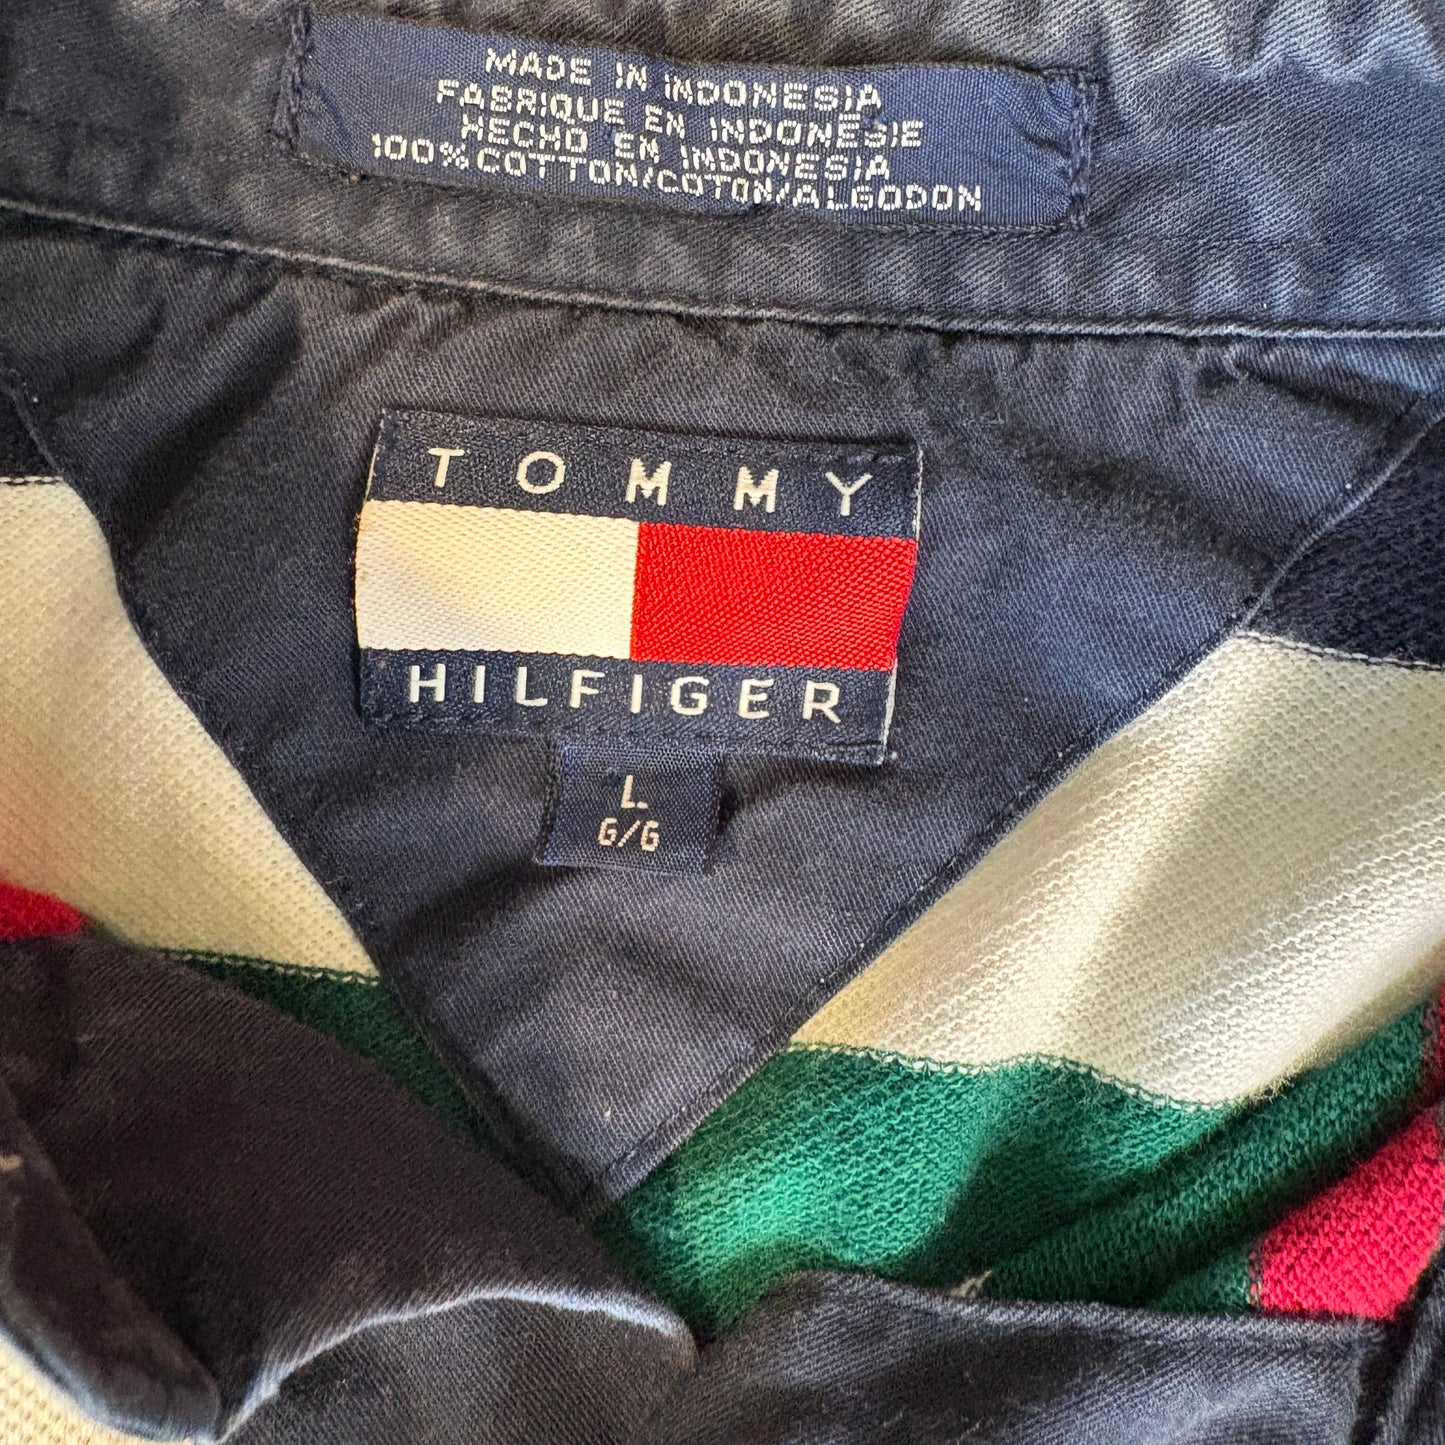 MADE IN INDONESIA
FABRIQUE EN INDONESIE
HECHO EN INDONESIA
100% COTTON/COTON/ALGODON
TOMMY
HILFIGER
L
G/G